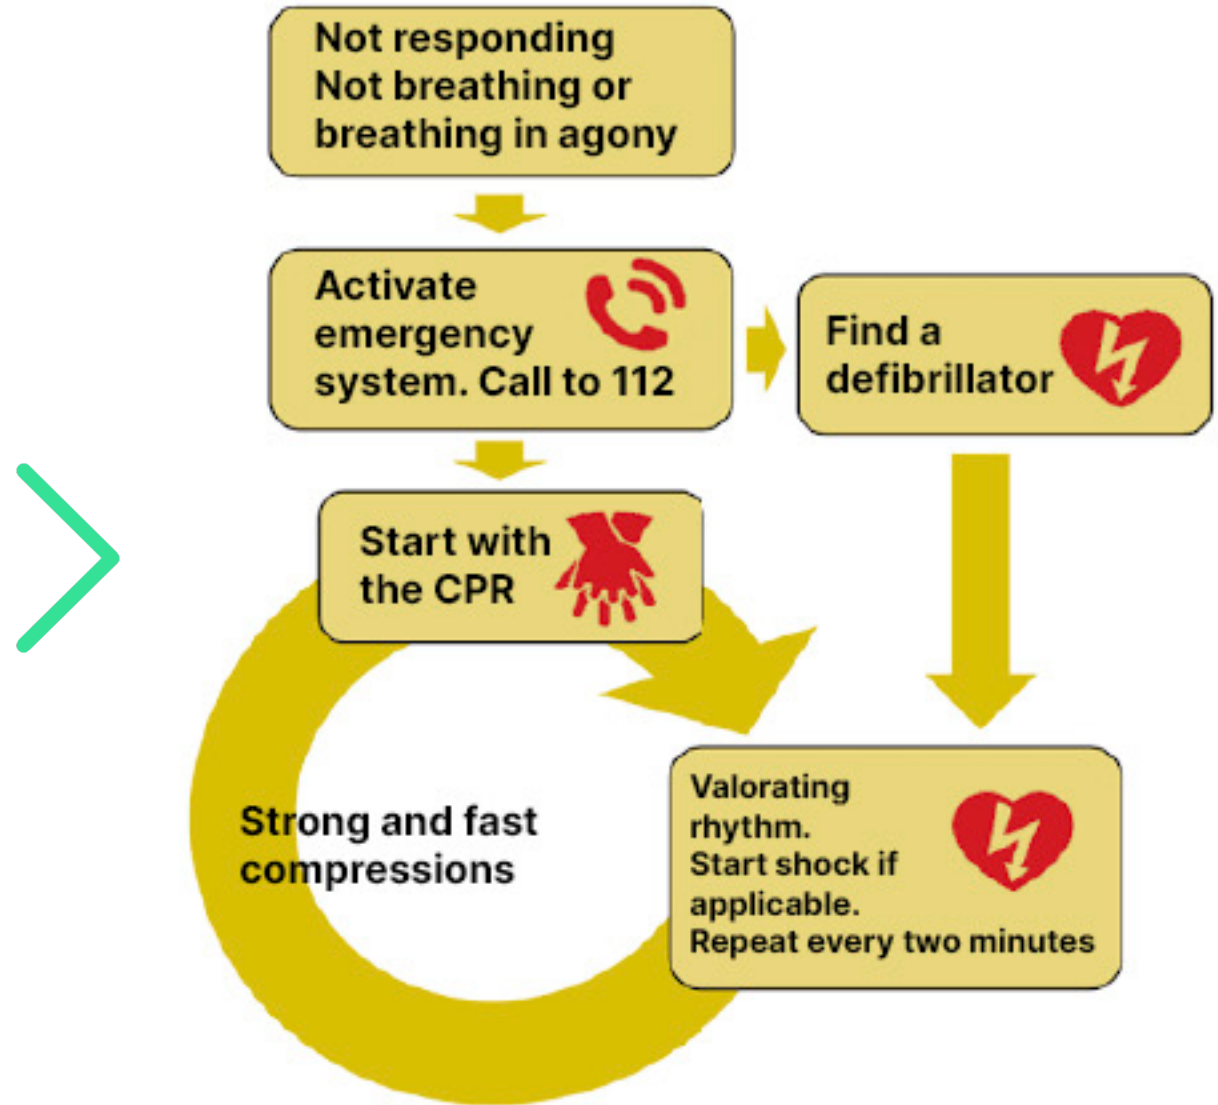 Not responding
Not breathing or
breathing in agony
Activate
emergency
system. Call to 112
Find a
defibrillator
Start with
the CPR
Strong and fast
compressions
Valorating
rhythm.
Start shock if
applicable.
Repeat every two minutes